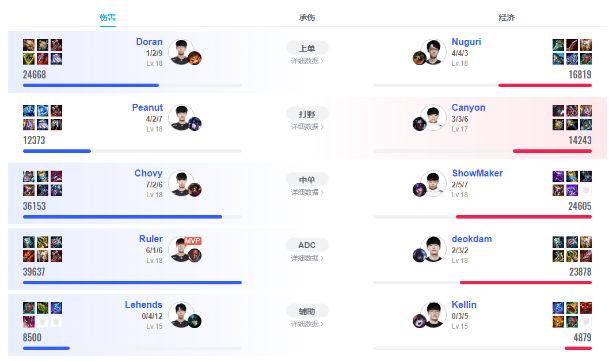 伤害 承伤 经济
Doran 上单 Nuguri
1/2/9 4/4/3
Lv.18 详细数据 > Lv.18
24668 16819
Peanut 打野 Canyon
4/2/7 3/3/6
Lv.18 详细数据 > Lv.17
12373 14243
Chovy 中单 ShowMaker
7/2/6 2/5/7
Lv.18 详细数据 > Lv.18
36153 24605
Ruler MVP ADC deokdam
6/1/6 2/3/2
Lv.18 详细数据 > Lv.18
39637 23878
Lehends 辅助 Kellin
0/4/12 0/3/5
Lv.15 详细数据 > Lv.15
8500 4879